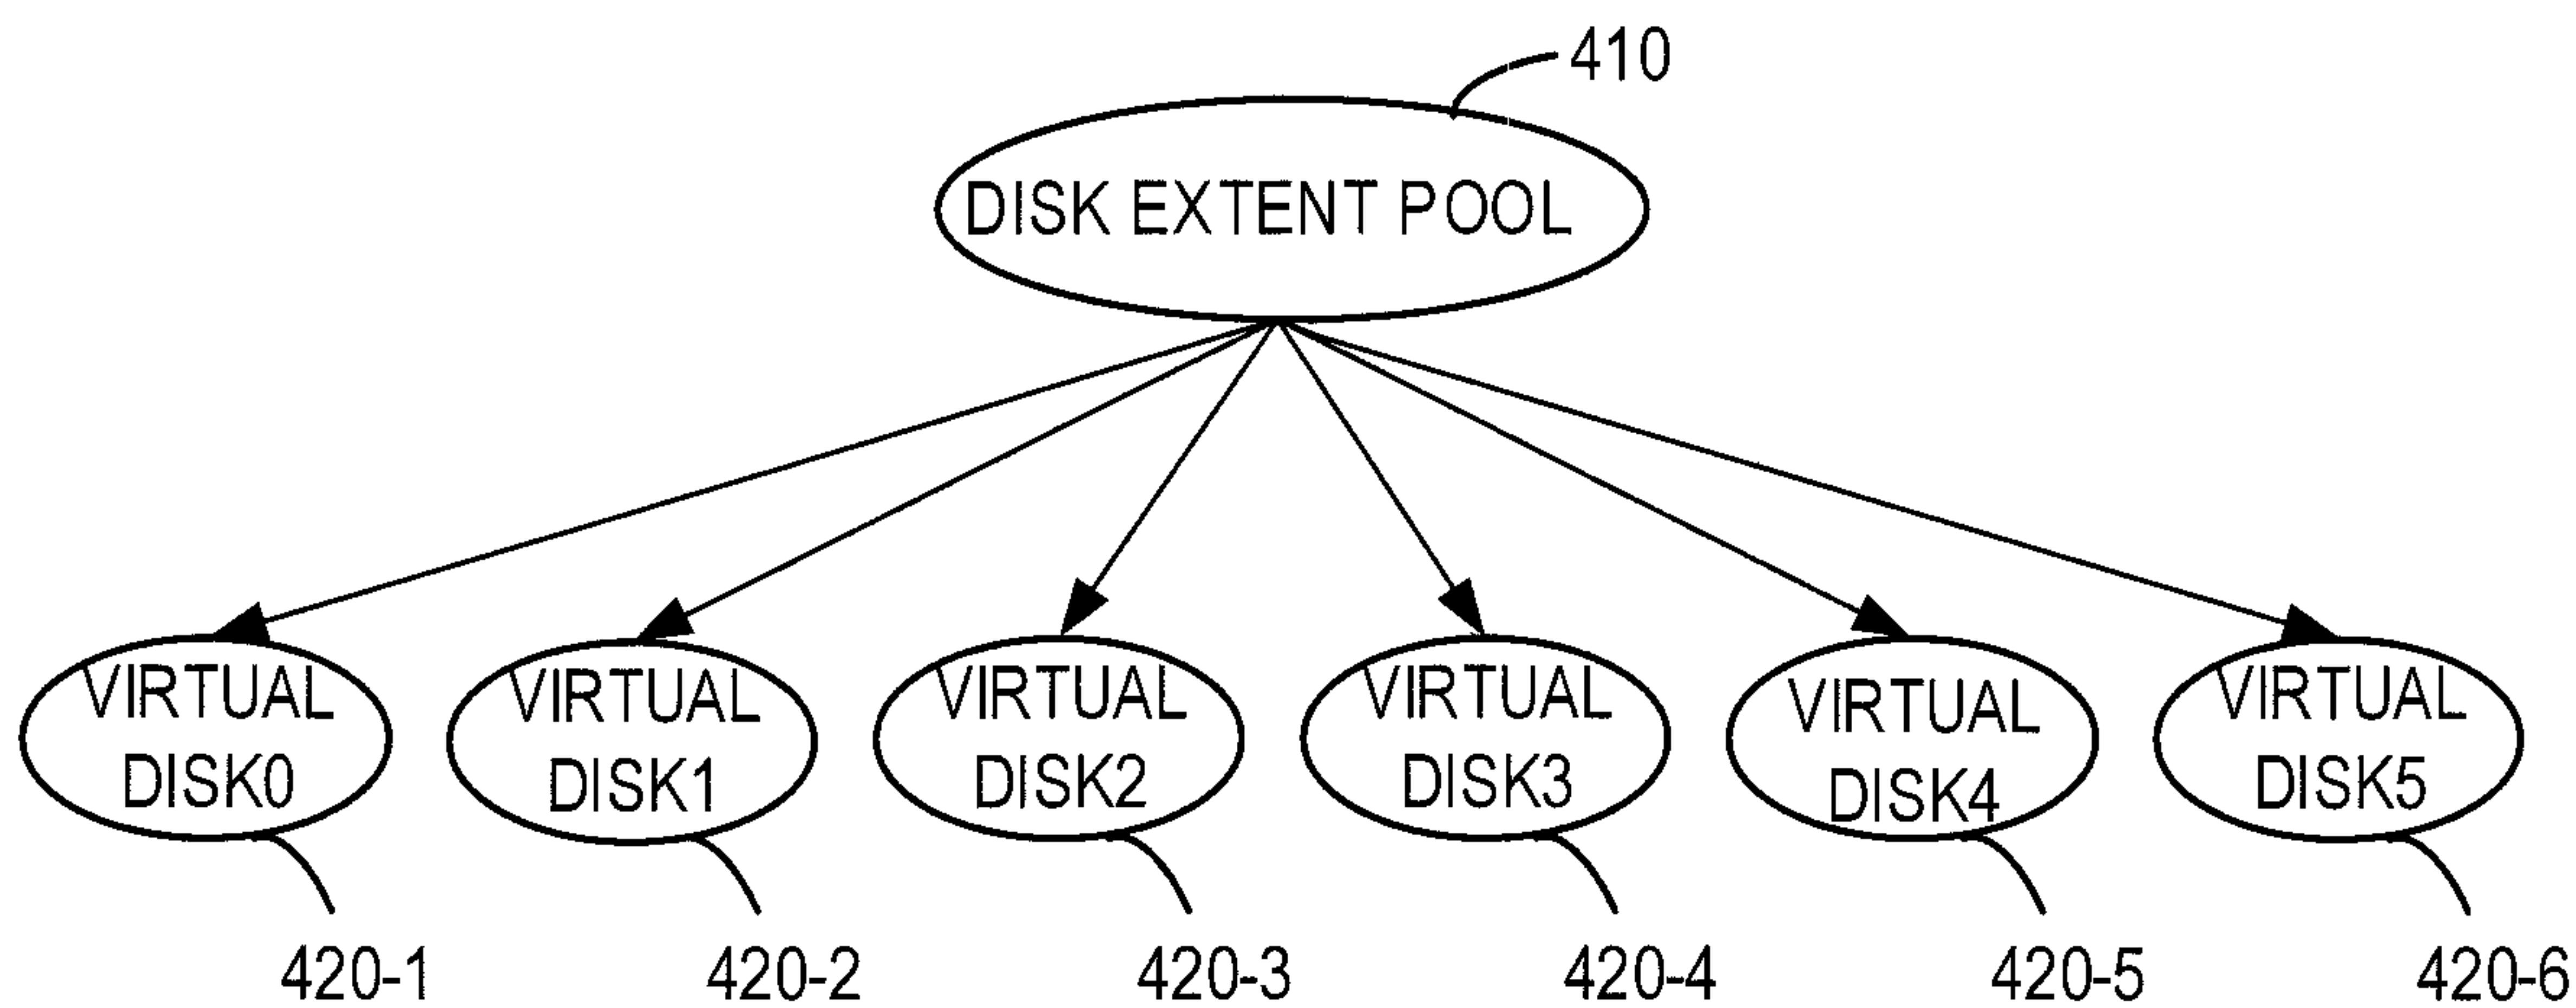 410
DISK EXTENT POOL
VIRTUAL
DISK0
VIRTUAL
DISK1
VIRTUAL
DISK2
VIRTUAL
DISK3
VIRTUAL
DISK4
VIRTUAL
DISK5
420-1
420-2
420-3
420-4
420-5
420-6